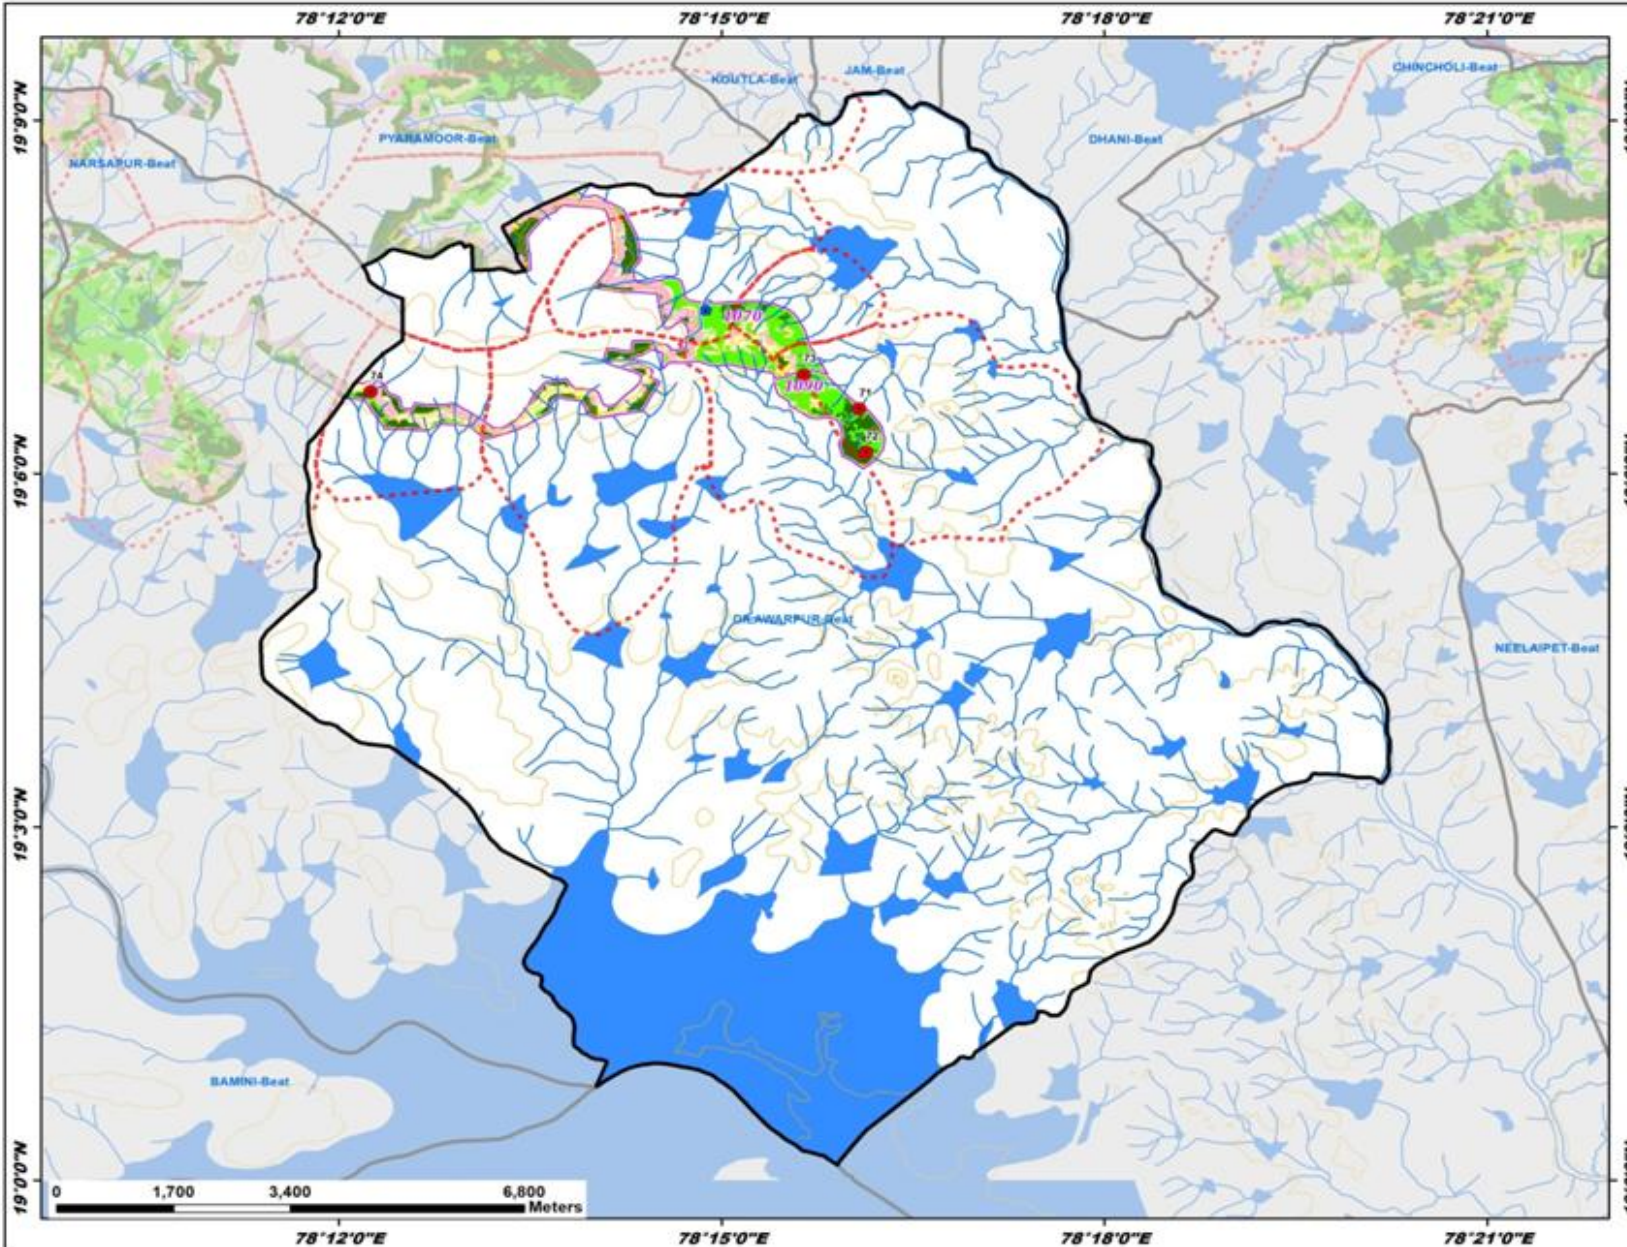 78°12'0"E 78°15'0"E 78°18'0"E 78°21'0"E
KOUTLA-Beat
JAM-Beat
CHINCHOLI-Beat
19°9'0"N
PYARAMOOR-Beat
DHANI-Beat
NARSAPUR-Beat
1070
73
74
1090
71
72
19°6'0"N
NEELAIPET-Beat
19°3'0"N
BAMINI-Beat
19°0'0"N
0 1,700 3,400 6,800
Meters
78°12'0"E 78°15'0"E 78°18'0"E 78°21'0"E